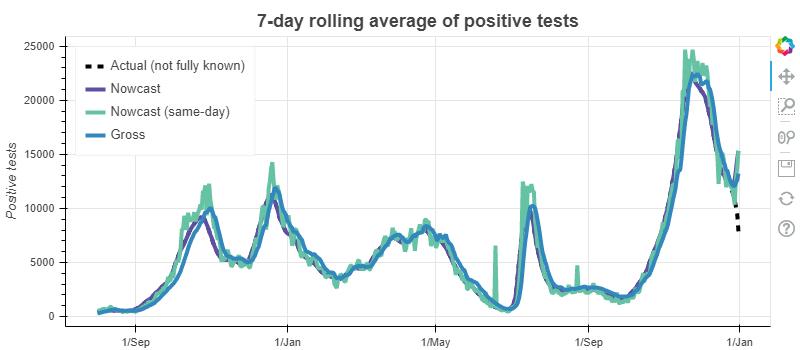 7-day rolling average of positive tests
Actual (not fully known)
Nowcast
Nowcast (same-day)
Gross
Positive tests
25000
20000
15000
10000
5000
0
1/Sep
1/Jan
1/May
1/Sep
1/Jan